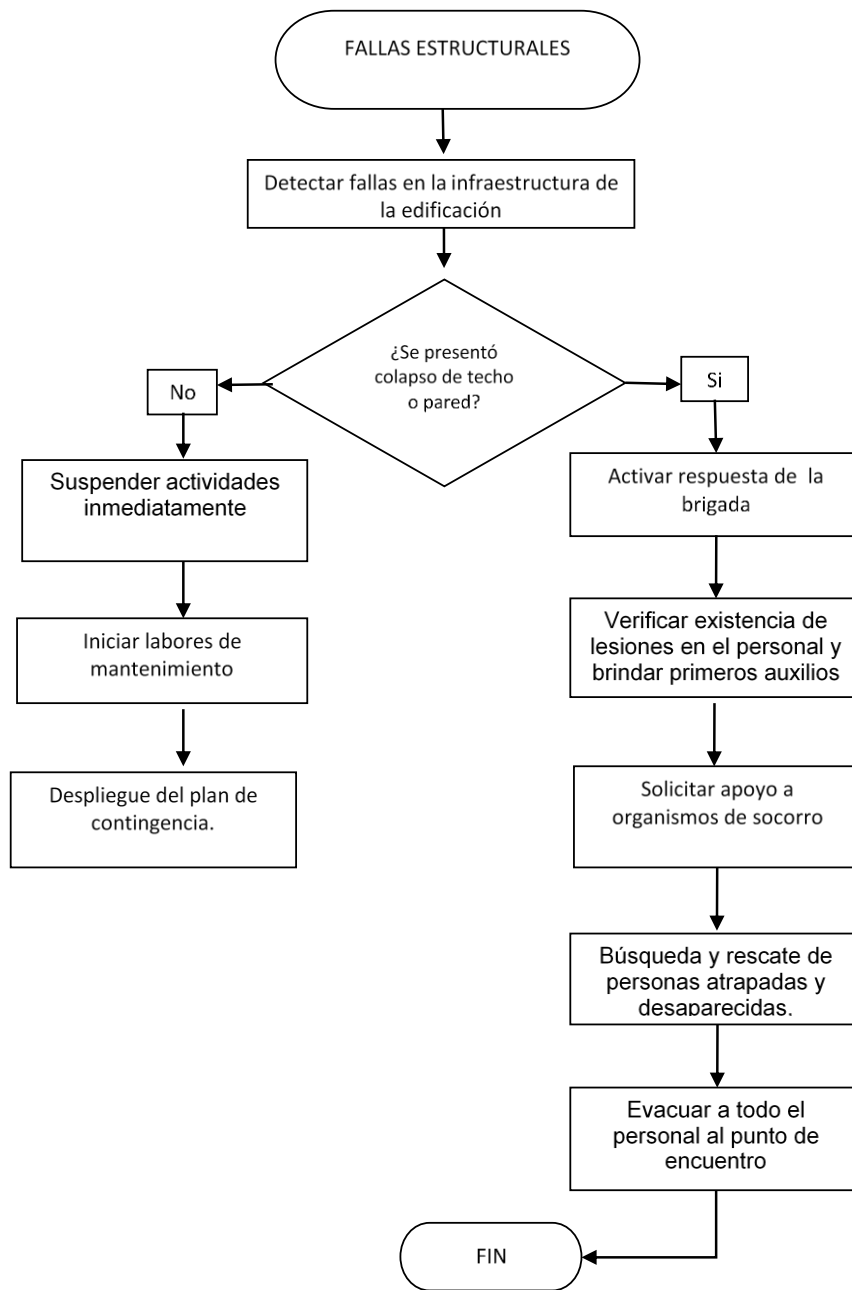 FALLAS ESTRUCTURALES
Detectar fallas en la infraestructura de
la edificación
¿Se presentó
colapso de techo
o pared?
No
Si
Suspender actividades
inmediatamente
Activar respuesta de la
brigada
Iniciar labores de
mantenimiento
Verificar existencia de
lesiones en el personal y
brindar primeros auxilios
Despliegue del plan de
contingencia.
Solicitar apoyo a
organismos de socorro
Búsqueda y rescate de
personas atrapadas y
desaparecidas.
Evacuar a todo el
personal al punto de
encuentro
FIN